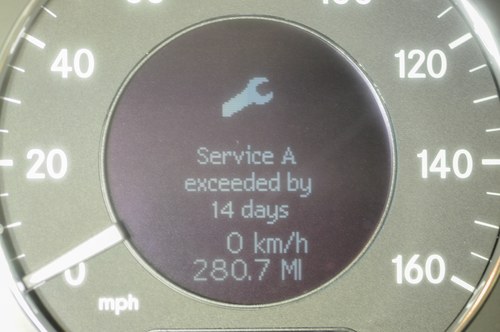 40
120
20
140
0
160
mph
Service A
exceeded by
14 days
0 km/h
280.7 MI